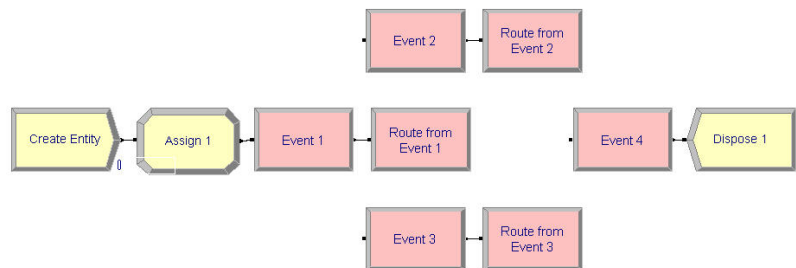 Event 2
Route from
Event 2
Create Entity
0
Assign 1
Event 1
Route from
Event 1
Event 4
Dispose 1
Event 3
Route from
Event 3